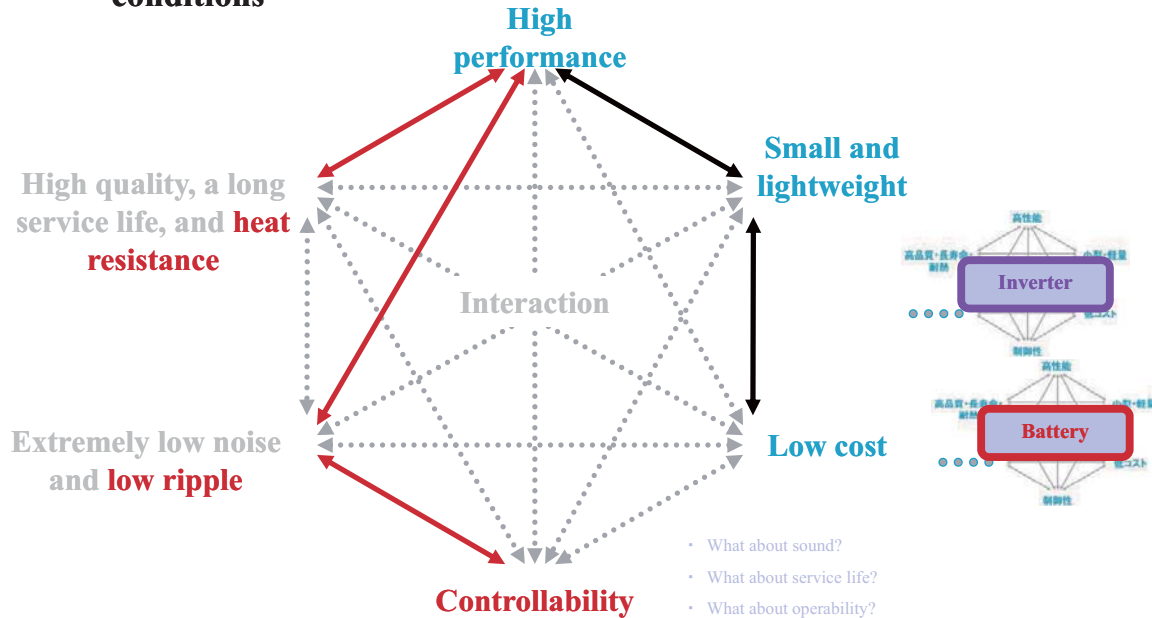 conditions
High
performance
Small and
lightweight
High quality, a long
service life, and heat
resistance
Interaction
Extremely low noise
and low ripple
Low cost
Controllability
· What about sound?
· What about service life?
· What about operability?
高性能
高品質・長寿命・
耐熱
小型・軽量
Inverter
低コスト
制御性
高性能
高品質・長寿命・
耐熱
小型・軽量
Battery
低コスト
制御性